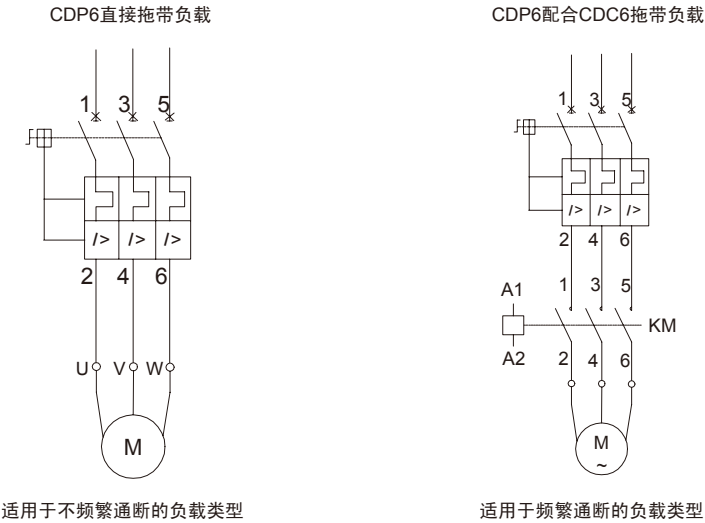 CDP6直接拖带负载
1 3 5
I> I> I>
2 4 6
U V W
M
适用于不频繁通断的负载类型
CDP6配合CDC6拖带负载
1 3 5
I> I> I>
2 4 6
A1 1 3 5
KM
A2 2 4 6
M
~
适用于频繁通断的负载类型